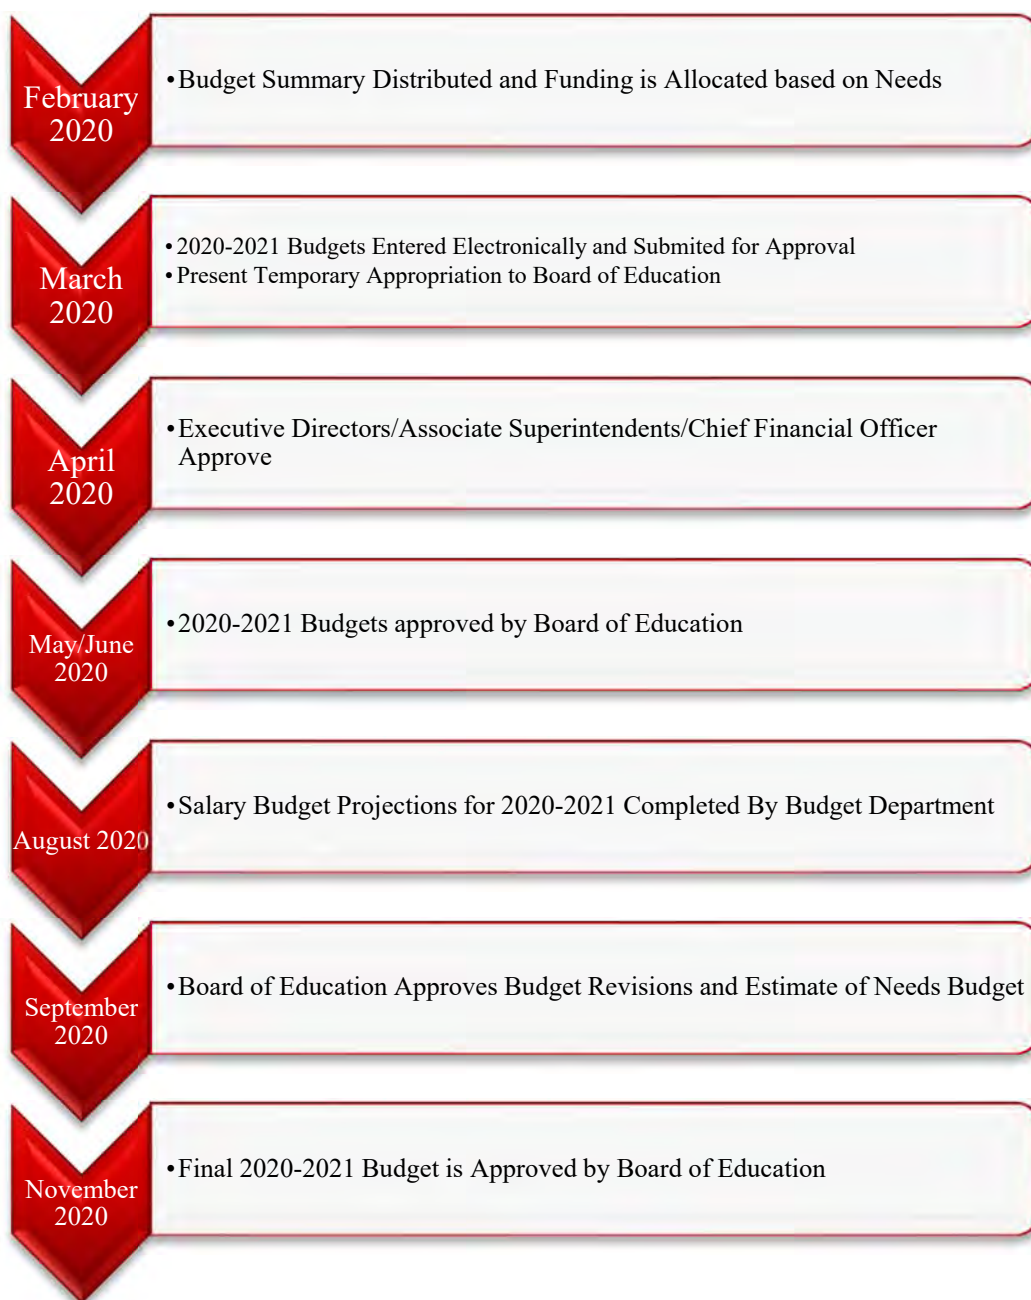 February
2020
•Budget Summary Distributed and Funding is Allocated based on Needs
March
2020
• 2020-2021 Budgets Entered Electronically and Submited for Approval
• Present Temporary Appropriation to Board of Education
April
2020
•Executive Directors/Associate Superintendents/Chief Financial Officer
Approve
May/June
2020
•2020-2021 Budgets approved by Board of Education
August 2020
•Salary Budget Projections for 2020-2021 Completed By Budget Department
September
2020
•Board of Education Approves Budget Revisions and Estimate of Needs Budget
November
2020
•Final 2020-2021 Budget is Approved by Board of Education